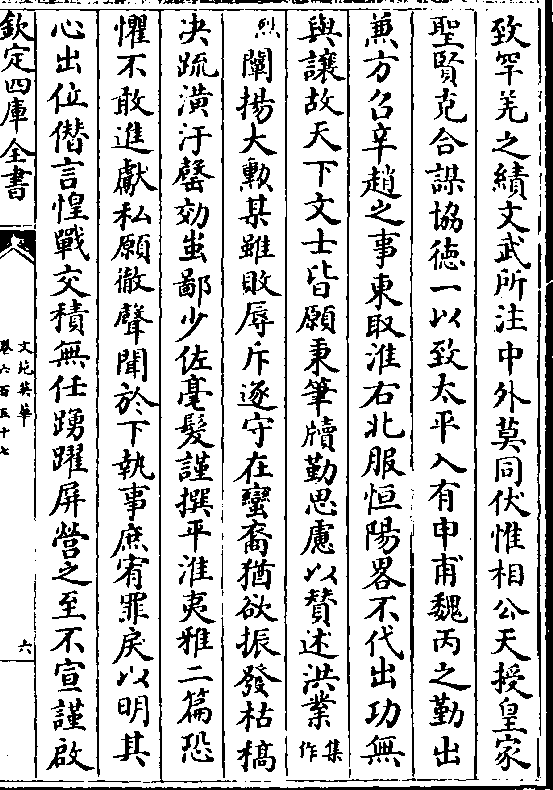 致罕羌之績文武所注中外莫同伏惟相公天授皇家
聖賢克合謀協德一以致太平入有申甫魏丙之勤出
兼方召辛趙之事東取淮右北服恒陽畧不代出功無
與讓故天下文士皆願秉筆牘勤思慮以賛述洪業集作
烈闡揚大勲某雖敗辱斥逐守在蠻裔猶欲振發枯槁
决疏潢汙罄効蚩鄙少佐毫髮謹撰平淮夷雅二篇恐
懼不敢進獻私願徹聲聞於下執事庶宥罪戾以明其
心出位僣言惶戰交積無任踴躍屏營之至不宣謹啟
欽定四庫全書
文苑英華
卷六百五十七
六